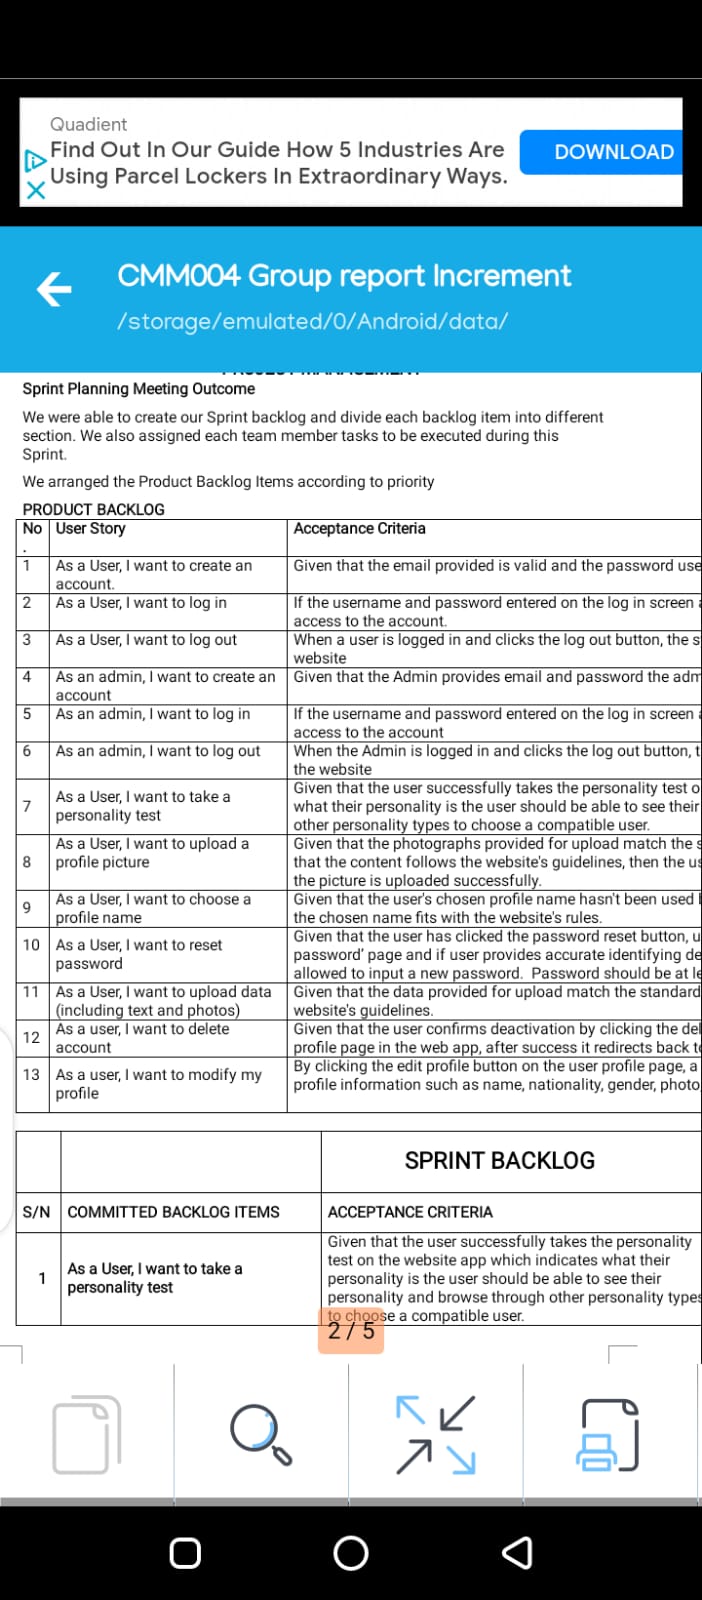 Quadient
Find Out In Our Guide How 5 Industries Are
Using Parcel Lockers In Extraordinary Ways.
DOWNLOAD
CMM004 Group report Increment
/storage/emulated/0/Android/data/
Sprint Planning Meeting Outcome
We were able to create our Sprint backlog and divide each backlog item into different
section. We also assigned each team member tasks to be executed during this
Sprint.
We arranged the Product Backlog Items according to priority
PRODUCT BACKLOG
No User Story Acceptance Criteria
.
1 As a User, I want to create an Given that the email provided is valid and the password use
account.
2 As a User, I want to log in If the username and password entered on the log in screen
access to the account.
3 As a User, I want to log out When a user is logged in and clicks the log out button, the s
website
4 As an admin, I want to create an Given that the Admin provides email and password the adm
account
5 As an admin, I want to log in If the username and password entered on the log in screen
access to the account
6 As an admin, I want to log out When the Admin is logged in and clicks the log out button, t
the website
Given that the user successfully takes the personality test o
7 As a User, I want to take a what their personality is the user should be able to see their
personality test other personality types to choose a compatible user.
As a User, I want to upload a Given that the photographs provided for upload match the s
8 profile picture that the content follows the website's guidelines, then the us
the picture is uploaded successfully.
9 As a User, I want to choose a Given that the user's chosen profile name hasn't been used
profile name the chosen name fits with the website's rules.
Given that the user has clicked the password reset button, u
10 As a User, I want to reset password' page and if user provides accurate identifying de
password allowed to input a new password. Password should be at le
11 As a User, I want to upload data Given that the data provided for upload match the standard
(including text and photos) website's guidelines.
12 As a user, I want to delete Given that the user confirms deactivation by clicking the del
account profile page in the web app, after success it redirects back t
By clicking the edit profile button on the user profile page, a
13 As a user, I want to modify my profile information such as name, nationality, gender, photo,
profile
SPRINT BACKLOG
S/N COMMITTED BACKLOG ITEMS ACCEPTANCE CRITERIA
Given that the user successfully takes the personality
test on the website app which indicates what their
1 As a User, I want to take a personality is the user should be able to see their
personality test personality and browse through other personality types
to choose a compatible user.
2 / 5